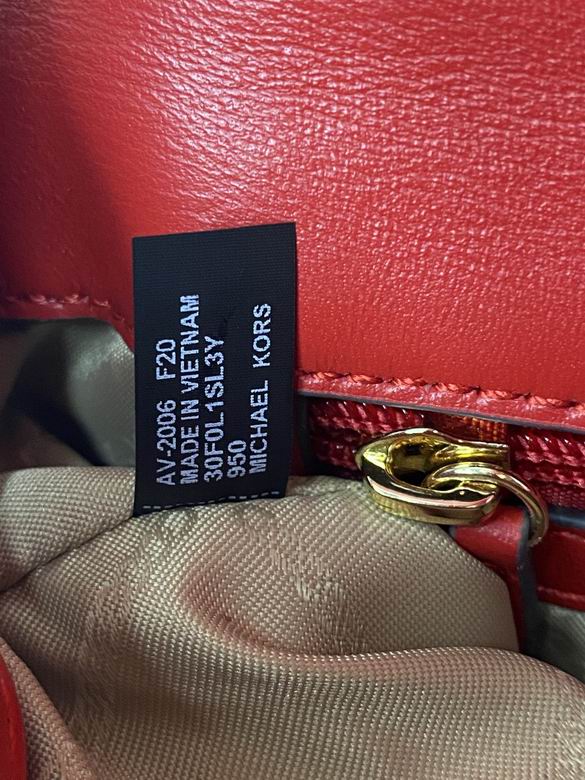 AV-2006 F20
MADE IN VIETNAM
30F0L1SL3Y
950
MICHAEL KORS